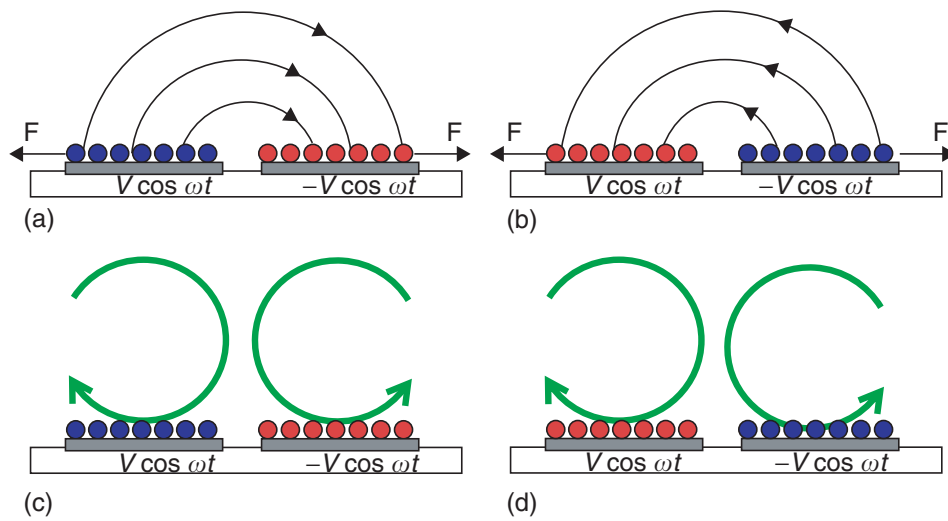 F F
V cos ωt −V cos ωt
(a)
F F
V cos ωt −V cos ωt
(b)
V cos ωt −V cos ωt
(c)
V cos ωt −V cos ωt
(d)